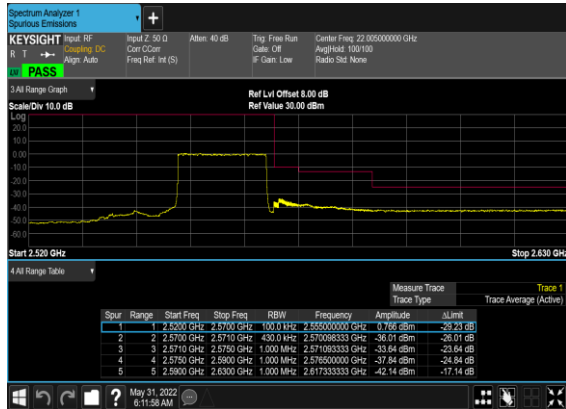 Spectrum Analyzer 1
Spurious Emissions
+
KEYSIGHT Input: RF Input Z: 50 Ω Atten: 40 dB Trig: Free Run Center Freq: 22.005000000 GHz
R T Coupling: DC Corr CCorr Gate: Off Avg|Hold: 100/100
Align: Auto Freq Ref: Int (S) IF Gain: Low Radio Std: None
PASS
3 All Range Graph
Ref Lvl Offset 8.00 dB
Scale/Div 10.0 dB Ref Value 30.00 dBm
Log
20.0
10.0
0.00
-10.0
-20.0
-30.0
-40.0
-50.0
-60.0
Start 2.520 GHz Stop 2.630 GHz
4 All Range Table
Measure Trace Trace 1
Trace Type Trace Average (Active)
Spur Range Start Freq Stop Freq RBW Frequency Amplitude ΔLimit
1 1 2.5200 GHz 2.5700 GHz 100.0 kHz 2.555000000 GHz 0.766 dBm -29.23 dB
2 2 2.5700 GHz 2.5710 GHz 430.0 kHz 2.570098333 GHz -36.01 dBm -26.01 dB
3 3 2.5710 GHz 2.5750 GHz 1.000 MHz 2.571093333 GHz -33.64 dBm -23.64 dB
4 4 2.5750 GHz 2.5900 GHz 1.000 MHz 2.576500000 GHz -37.84 dBm -24.84 dB
5 5 2.5900 GHz 2.6300 GHz 1.000 MHz 2.617333333 GHz -42.14 dBm -17.14 dB
? May 31, 2022
6:11:58 AM